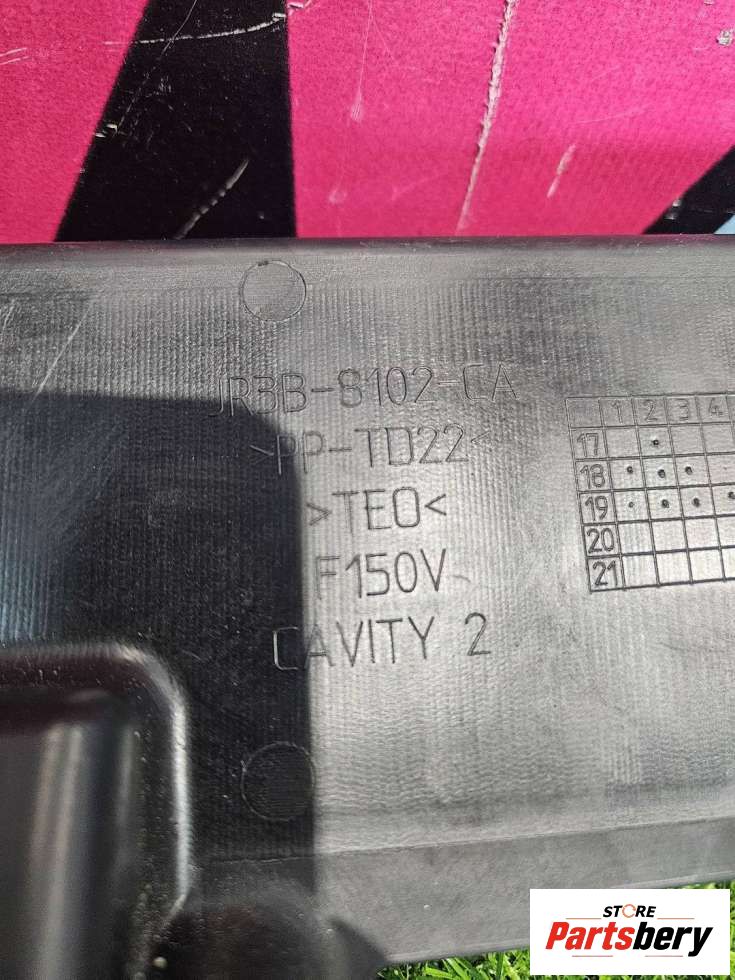 JR3B-8102-CA
>PP-TD22<
>TEO<
F150V
CAVITY 2
1 2 3 4
17
18
19
20
21
STORE
Partsbery